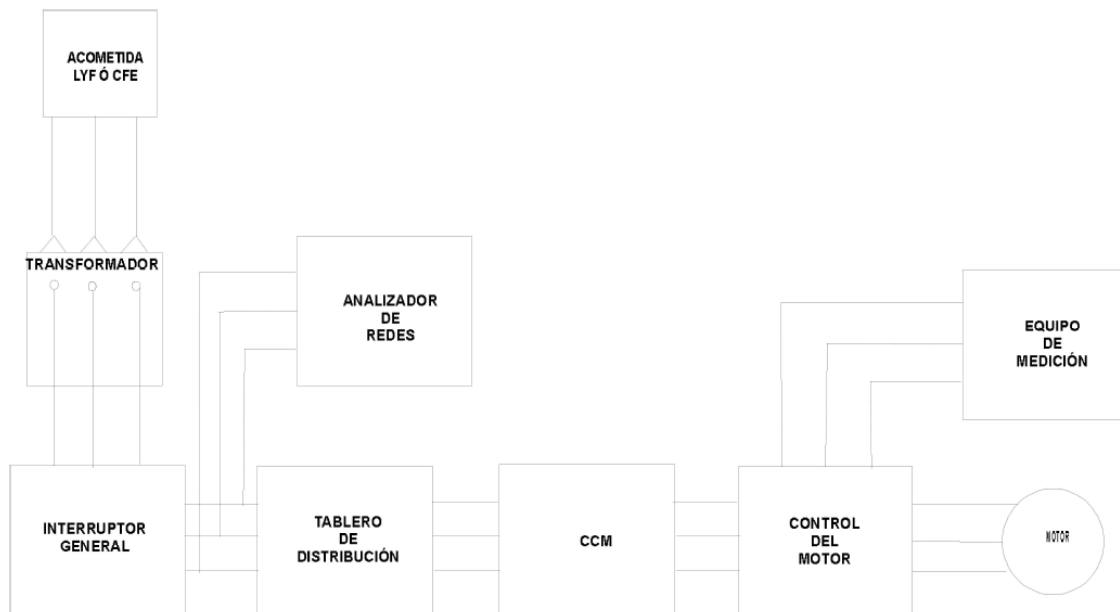 ACOMETIDA
LYF Ó CFE
TRANSFORMADOR
ANALIZADOR
DE
REDES
EQUIPO
DE
MEDICIÓN
INTERRUPTOR
GENERAL
TABLERO
DE
DISTRIBUCIÓN
CCM
CONTROL
DEL
MOTOR
MOTOR